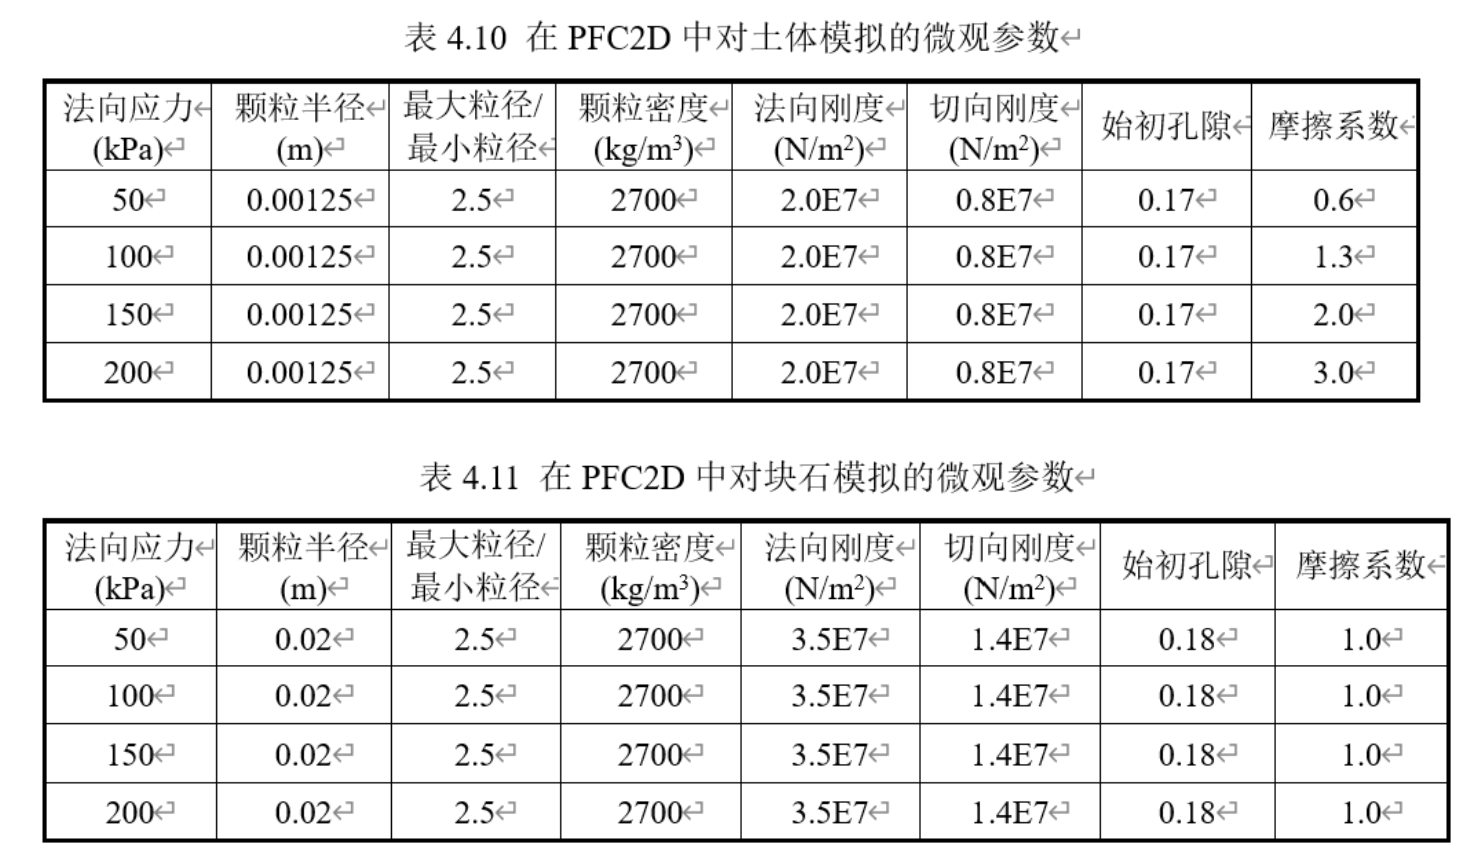 表 4.10 在 PFC2D 中对土体模拟的微观参数↵
法向应力↵ 颗粒半径↵ 最大粒径/ 颗粒密度↵ 法向刚度↵ 切向刚度↵ 始初孔隙↵ 摩擦系数↵
(kPa)↵ (m)↵ 最小粒径↵ (kg/m³)↵ (N/m²)↵ (N/m²)↵
50↵ 0.00125↵ 2.5↵ 2700↵ 2.0E7↵ 0.8E7↵ 0.17↵ 0.6↵
100↵ 0.00125↵ 2.5↵ 2700↵ 2.0E7↵ 0.8E7↵ 0.17↵ 1.3↵
150↵ 0.00125↵ 2.5↵ 2700↵ 2.0E7↵ 0.8E7↵ 0.17↵ 2.0↵
200↵ 0.00125↵ 2.5↵ 2700↵ 2.0E7↵ 0.8E7↵ 0.17↵ 3.0↵
表 4.11 在 PFC2D 中对块石模拟的微观参数↵
法向应力↵ 颗粒半径↵ 最大粒径/ 颗粒密度↵ 法向刚度↵ 切向刚度↵ 始初孔隙↵ 摩擦系数↵
(kPa)↵ (m)↵ 最小粒径↵ (kg/m³)↵ (N/m²)↵ (N/m²)↵
50↵ 0.02↵ 2.5↵ 2700↵ 3.5E7↵ 1.4E7↵ 0.18↵ 1.0↵
100↵ 0.02↵ 2.5↵ 2700↵ 3.5E7↵ 1.4E7↵ 0.18↵ 1.0↵
150↵ 0.02↵ 2.5↵ 2700↵ 3.5E7↵ 1.4E7↵ 0.18↵ 1.0↵
200↵ 0.02↵ 2.5↵ 2700↵ 3.5E7↵ 1.4E7↵ 0.18↵ 1.0↵